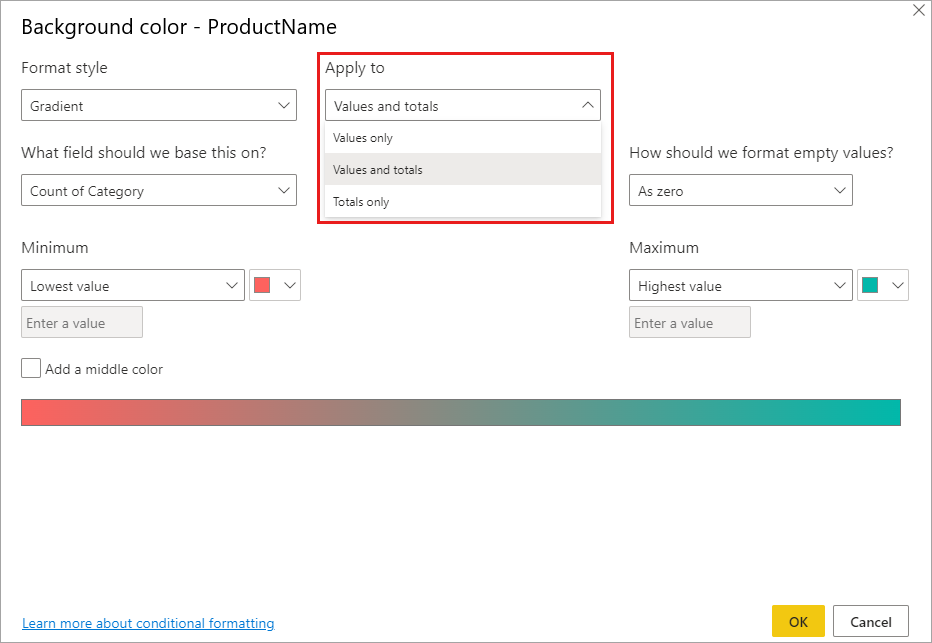 Background color - ProductName
Format style
Apply to
Gradient
Values and totals
Values only
Values and totals
Totals only
What field should we base this on?
How should we format empty values?
Count of Category
As zero
Minimum
Maximum
Lowest value
Highest value
Enter a value
Enter a value
Add a middle color
Learn more about conditional formatting
OK
Cancel